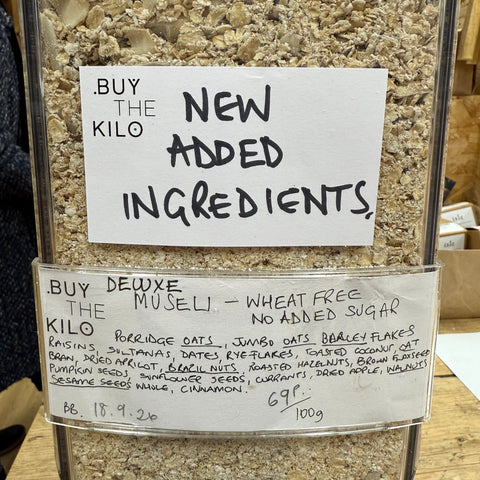 .BUY
THE
KILO
NEW
ADDED
INGREDIENTS.
.BUY
THE
KILO
DELUXE
MUSELI - WHEAT FREE
NO ADDED SUGAR
PORRIDGE OATS, JUMBO OATS BARLEY FLAKES
RAISINS, SULTANAS, DATES, RYE FLAKES, TOASTED COCONUT, OAT
BRAN, DRIED APRICOT, BRAZIL NUTS, ROASTED HAZELNUTS, BROWN FLAXSEED
PUMPKIN SEEDS, SUNFLOWER SEEDS, CURRANTS, DRIED APPLE, WALNUTS
SESAME SEEDS WHOLE, CINNAMON.
69P..
100g
BB. 18.9.26